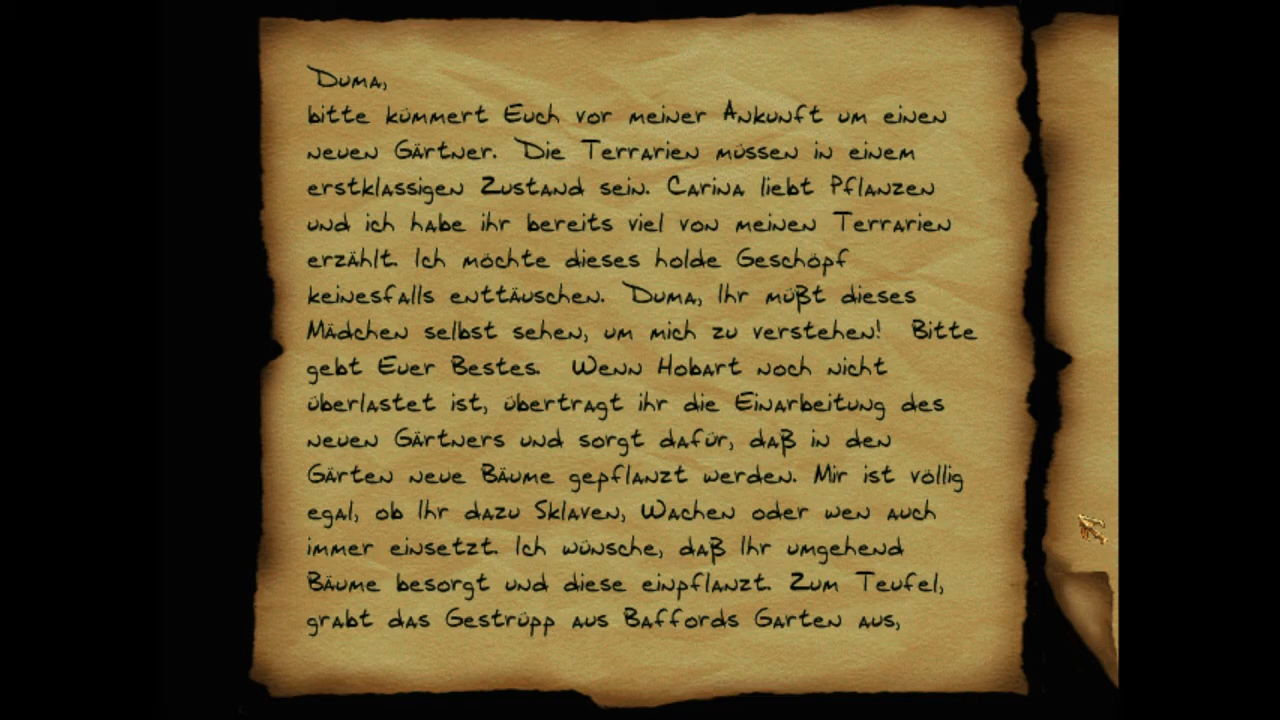 Duma,
bitte kümmert Euch vor meiner Ankunft um einen
neuen Gärtner. Die Terrarien müssen in einem
erstklassigen Zustand sein. Carina liebt Pflanzen
und ich habe ihr bereits viel von meinen Terrarien
erzählt. Ich möchte dieses holde Geschöpf
keinesfalls enttäuschen. Duma, Ihr müßt dieses
Mädchen selbst sehen, um mich zu verstehen! Bitte
gebt Euer Bestes. Wenn Hobart noch nicht
überlastet ist, übertragt ihr die Einarbeitung des
neuen Gärtners und sorgt dafür, daß in den
Gärten neue Bäume gepflanzt werden. Mir ist völlig
egal, ob Ihr dazu Sklaven, Wachen oder wen auch
immer einsetzt. Ich wünsche, daß Ihr umgehend
Bäume besorgt und diese einpflanzt. Zum Teufel,
grabt das Gestrüpp aus Baffords Garten aus,